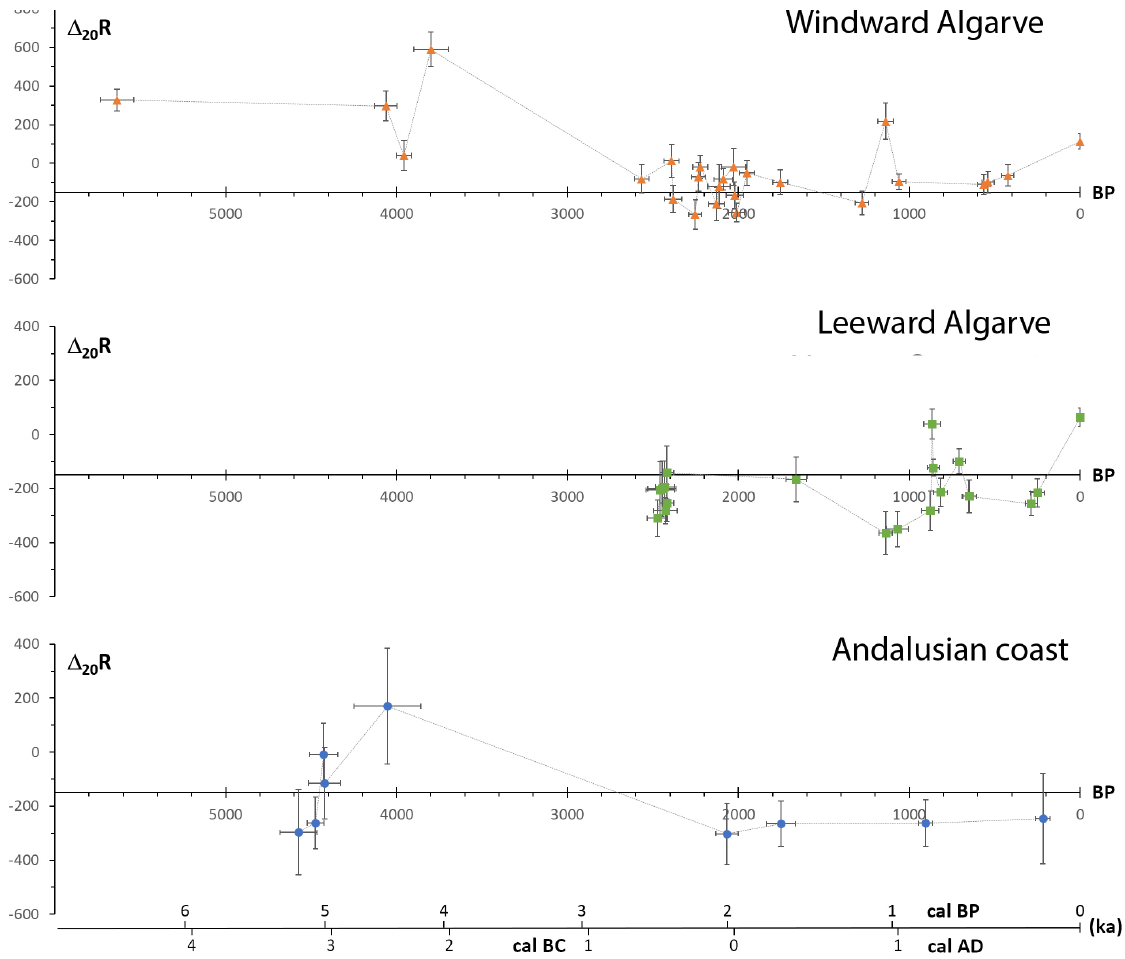 800
Δ20R
Windward Algarve
600
400
200
0
-200
-400
-600
5000 4000 3000 2000 1000 0
BP
400
Leeward Algarve
Δ20R
200
0
-200
-400
-600
5000 4000 3000 2000 1000 0
BP
400
Andalusian coast
Δ20R
200
0
-200
-400
-600
5000 4000 3000 2000 1000 0
BP
6 5 4 3 2 1 cal BP 0
(ka)
4 3 2 cal BC 1 0 1 cal AD